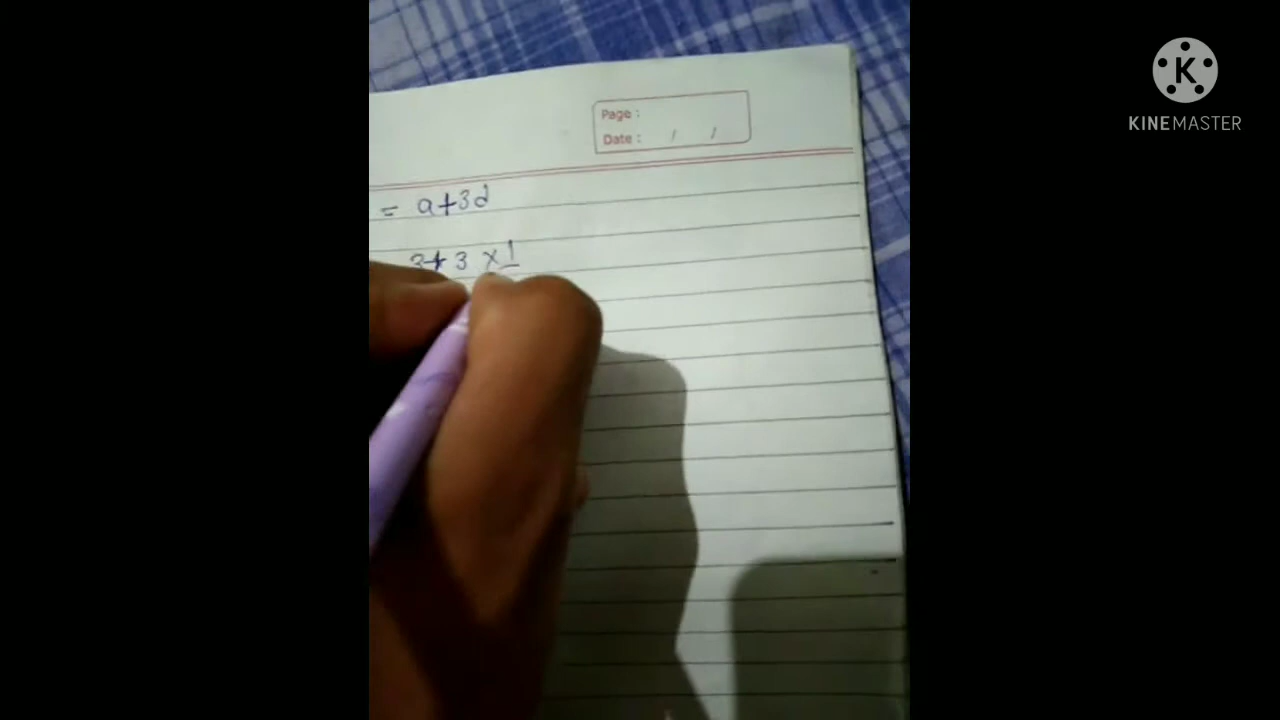 KINEMASTER
Page :
Date : / /
= a+3d
3+3 × 1